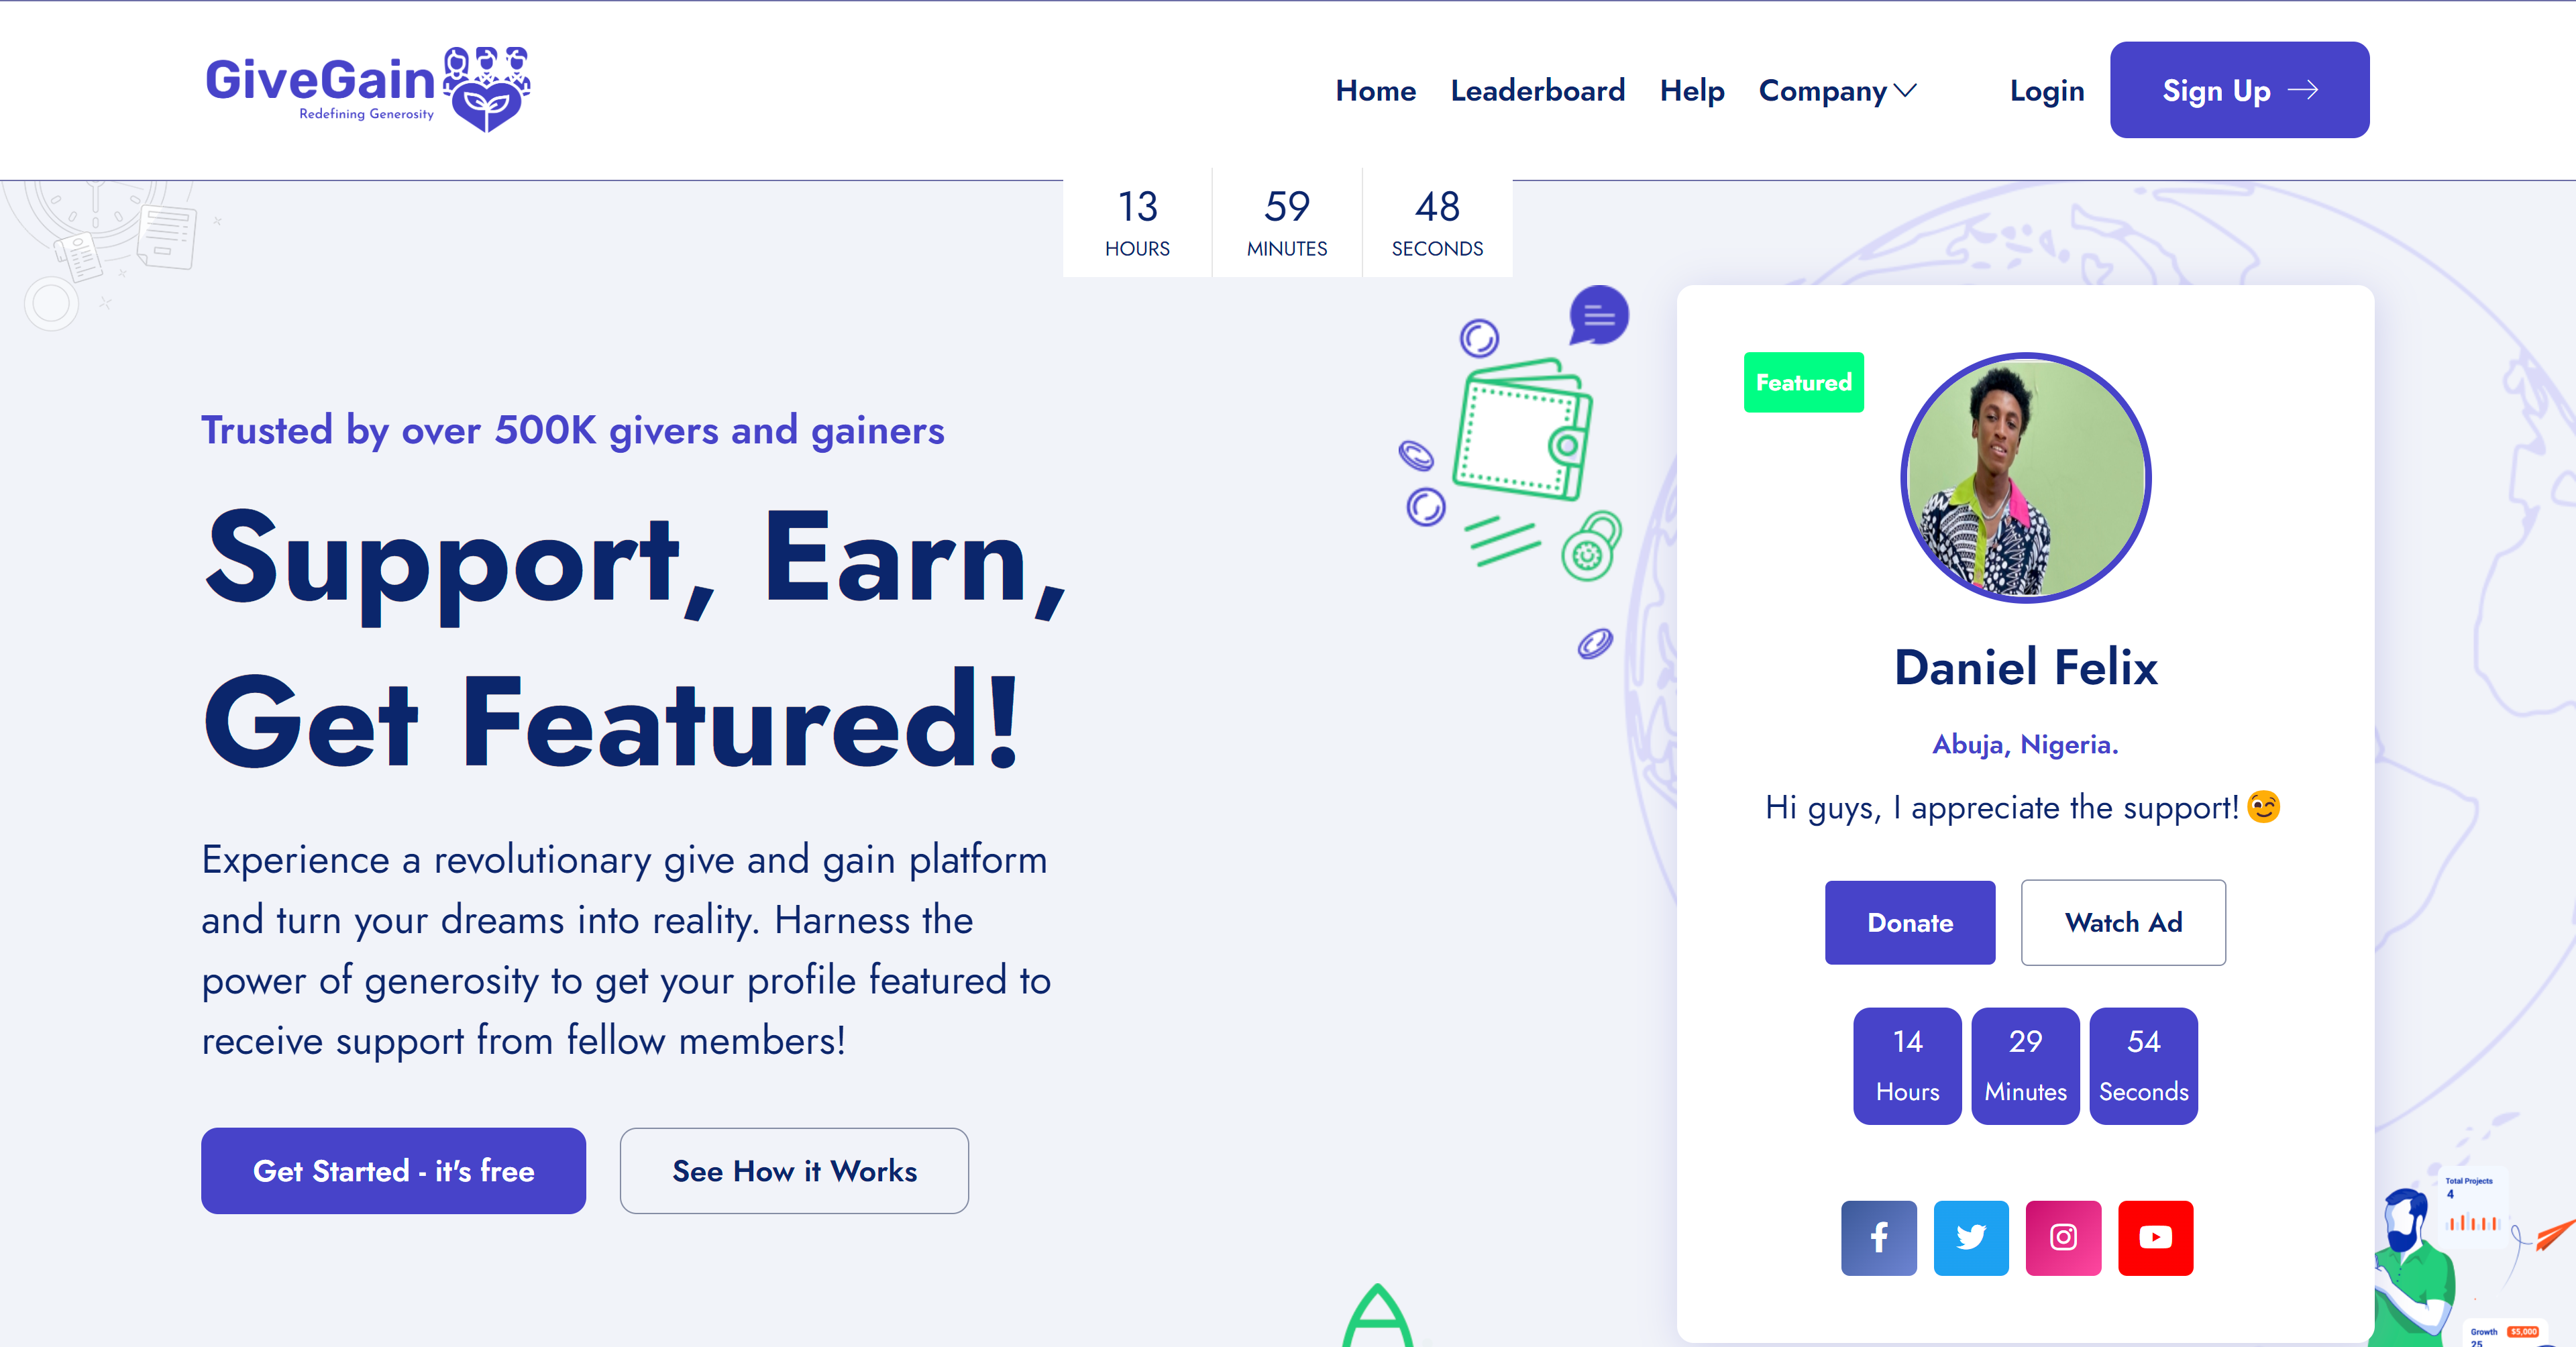 GiveGain
Redefining Generosity
Home Leaderboard Help Company Login Sign Up
13 59 48
HOURS MINUTES SECONDS
Trusted by over 500K givers and gainers
Support, Earn,
Get Featured!
Experience a revolutionary give and gain platform
and turn your dreams into reality. Harness the
power of generosity to get your profile featured to
receive support from fellow members!
Get Started - it's free See How it Works
Featured
Daniel Felix
Abuja, Nigeria.
Hi guys, I appreciate the support!😉
Donate Watch Ad
14 29 54
Hours Minutes Seconds
Total Projects
4
Growth $5,000
25